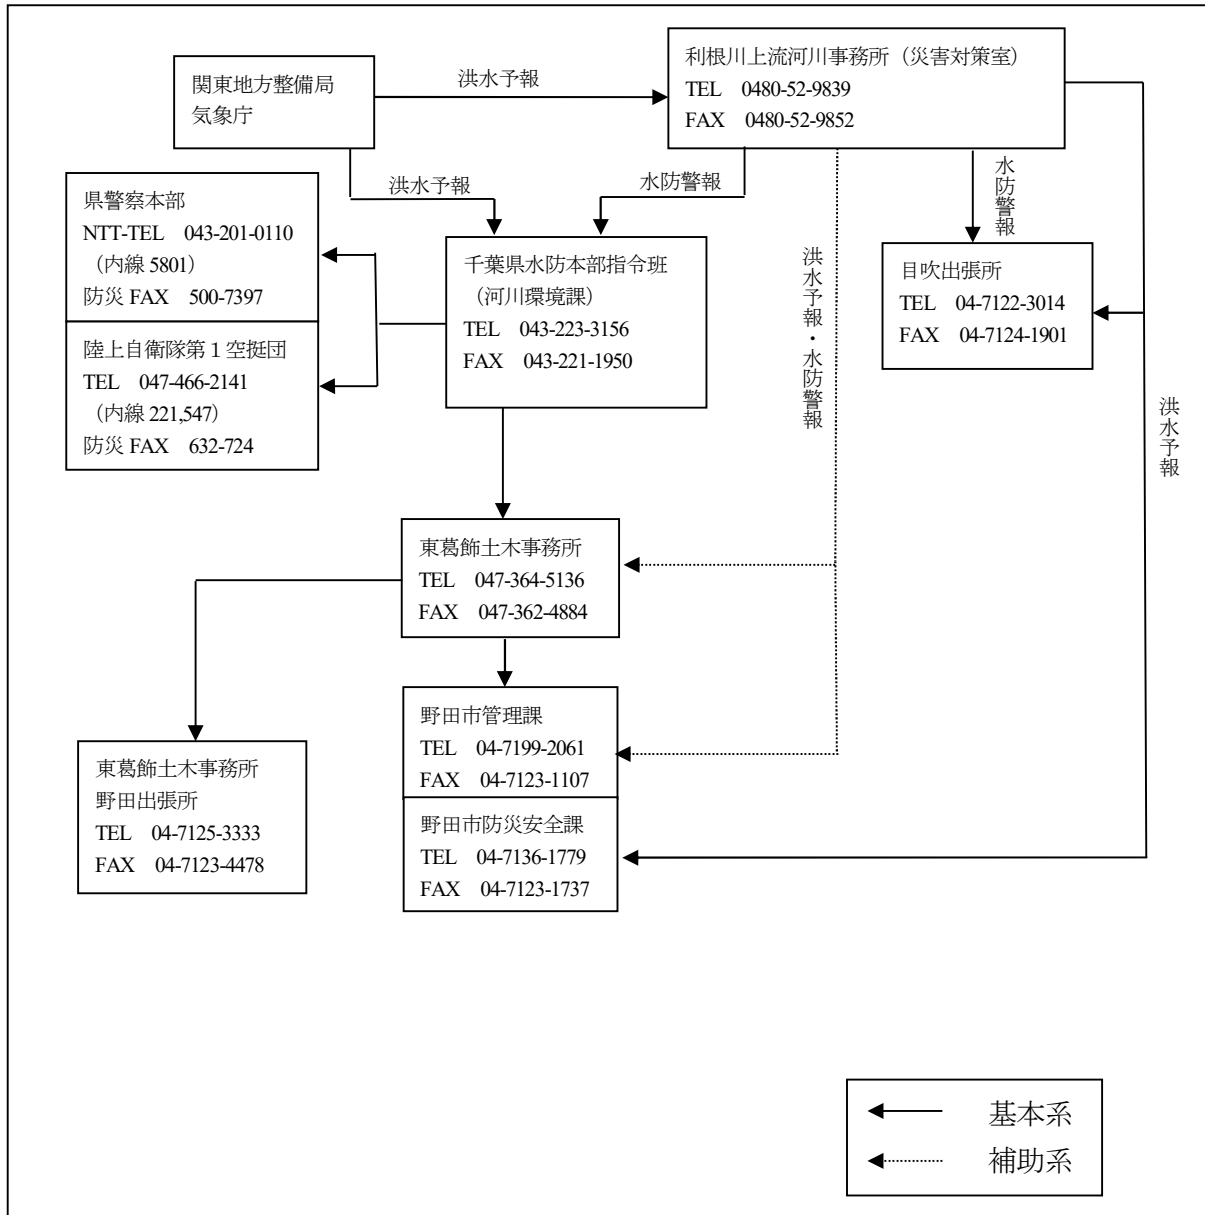 関東地方整備局
気象庁
洪水予報
利根川上流河川事務所（災害対策室）
TEL　0480-52-9839
FAX　0480-52-9852
洪水予報
水防警報
水防警報
県警察本部
NTT-TEL　043-201-0110
（内線 5801）
防災 FAX　500-7397
陸上自衛隊第１空挺団
TEL　047-466-2141
（内線 221,547）
防災 FAX　632-724
千葉県水防本部指令班
（河川環境課）
TEL　043-223-3156
FAX　043-221-1950
洪水予報・水防警報
目吹出張所
TEL　04-7122-3014
FAX　04-7124-1901
洪水予報
東葛飾土木事務所
TEL　047-364-5136
FAX　047-362-4884
野田市管理課
TEL　04-7199-2061
FAX　04-7123-1107
野田市防災安全課
TEL　04-7136-1779
FAX　04-7123-1737
東葛飾土木事務所
野田出張所
TEL　04-7125-3333
FAX　04-7123-4478
基本系
補助系